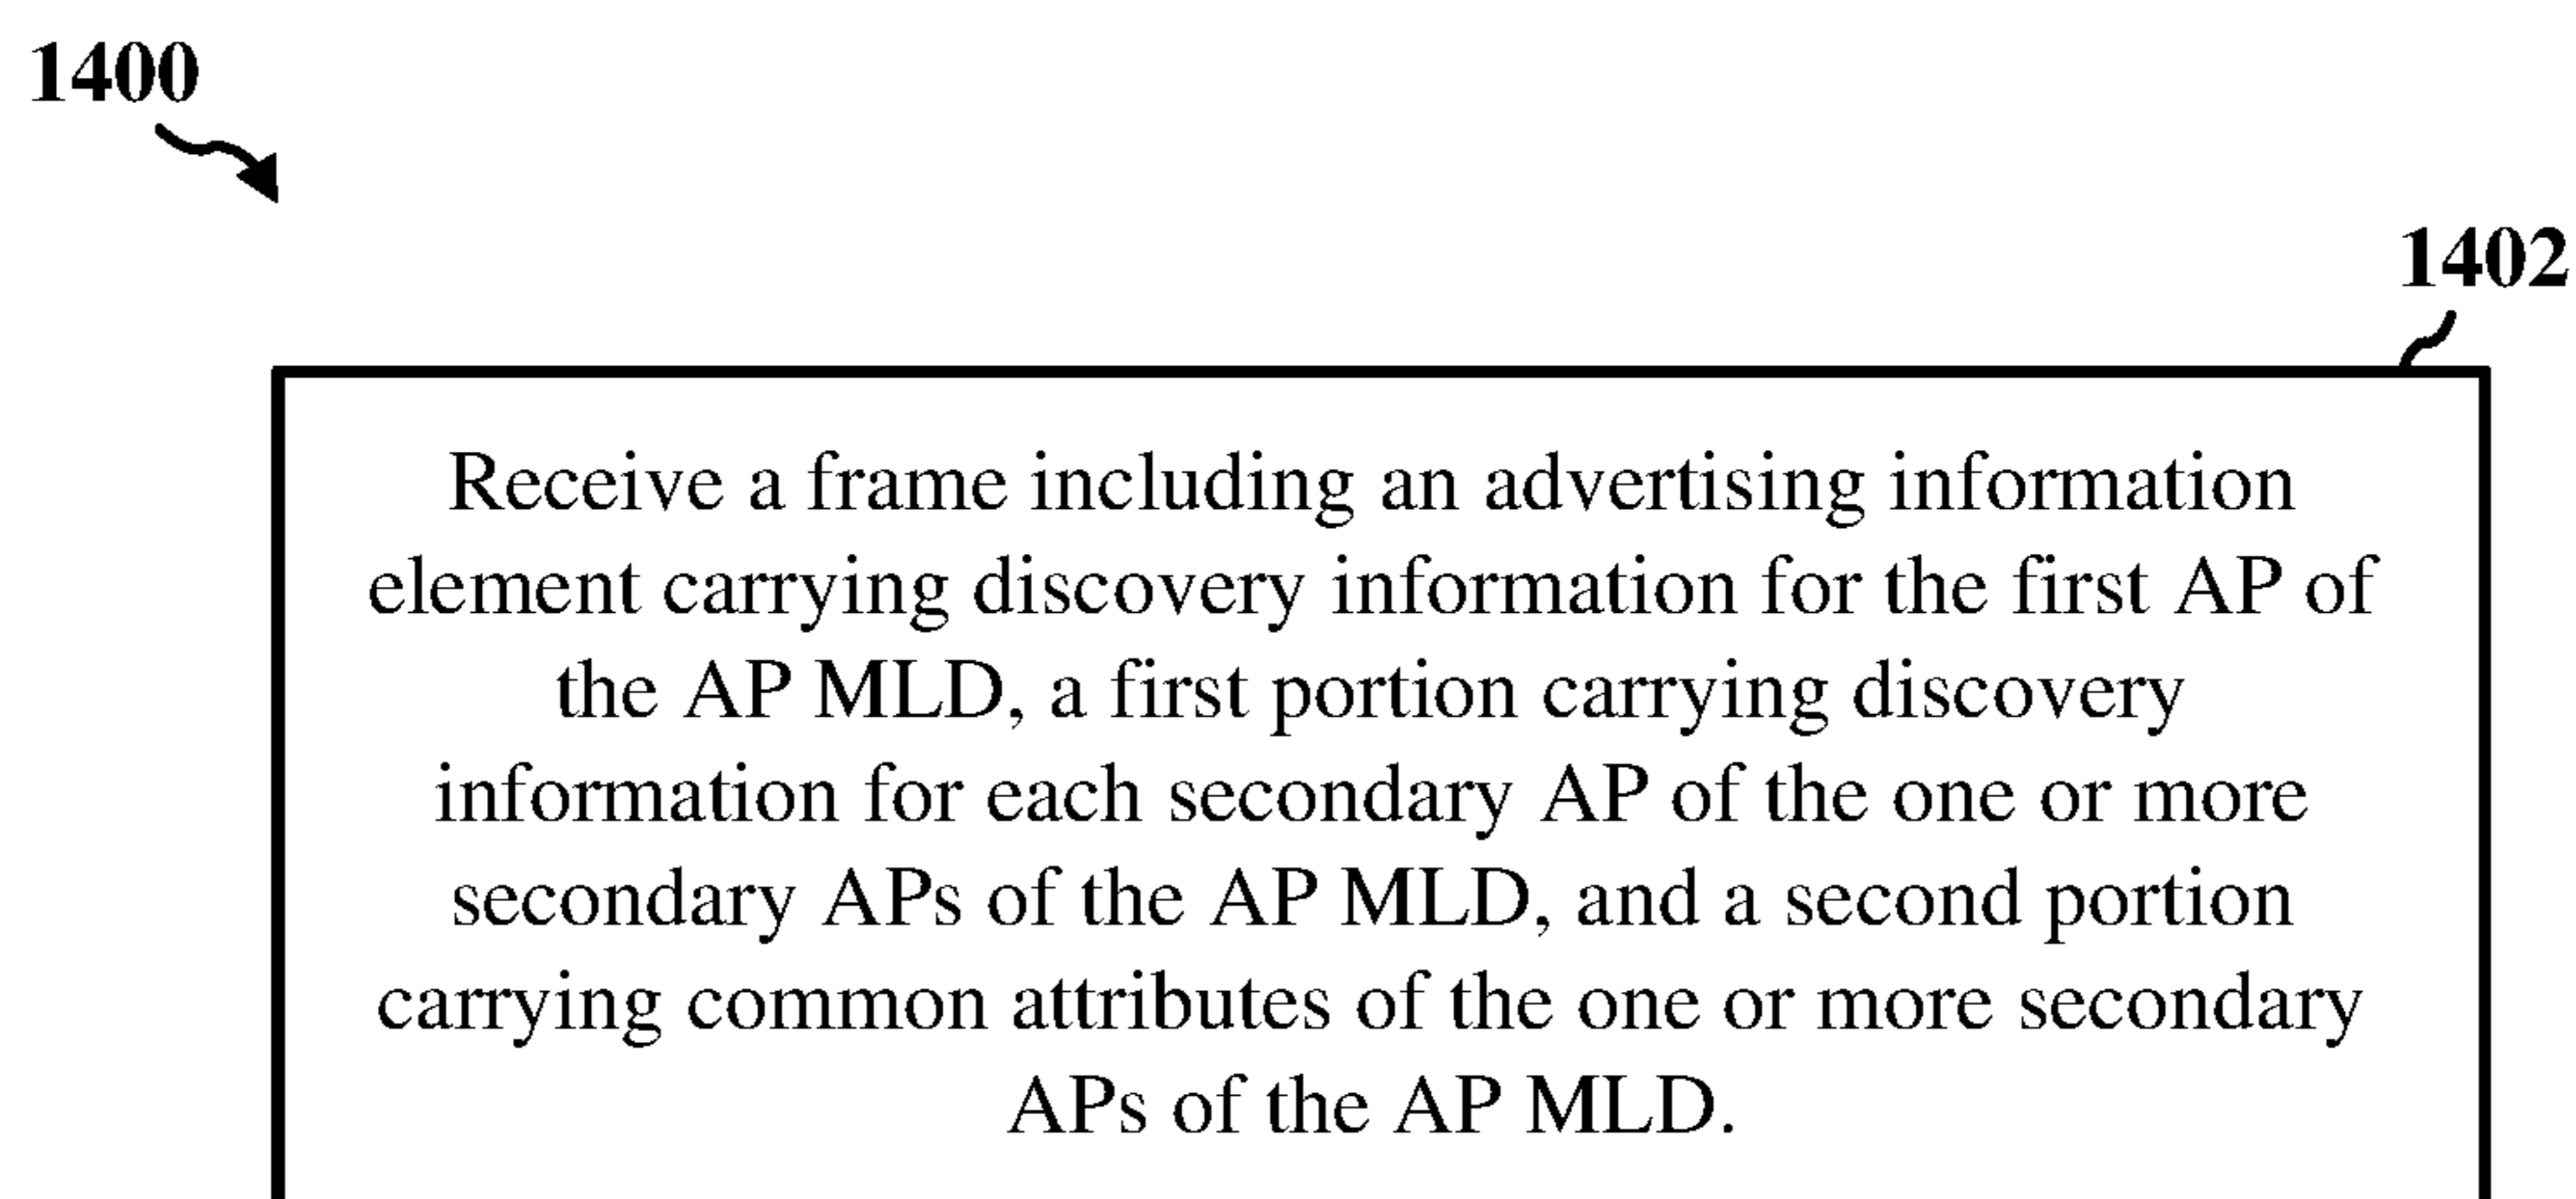 1400
1402
Receive a frame including an advertising information
element carrying discovery information for the first AP of
the AP MLD, a first portion carrying discovery
information for each secondary AP of the one or more
secondary APs of the AP MLD, and a second portion
carrying common attributes of the one or more secondary
APs of the AP MLD.